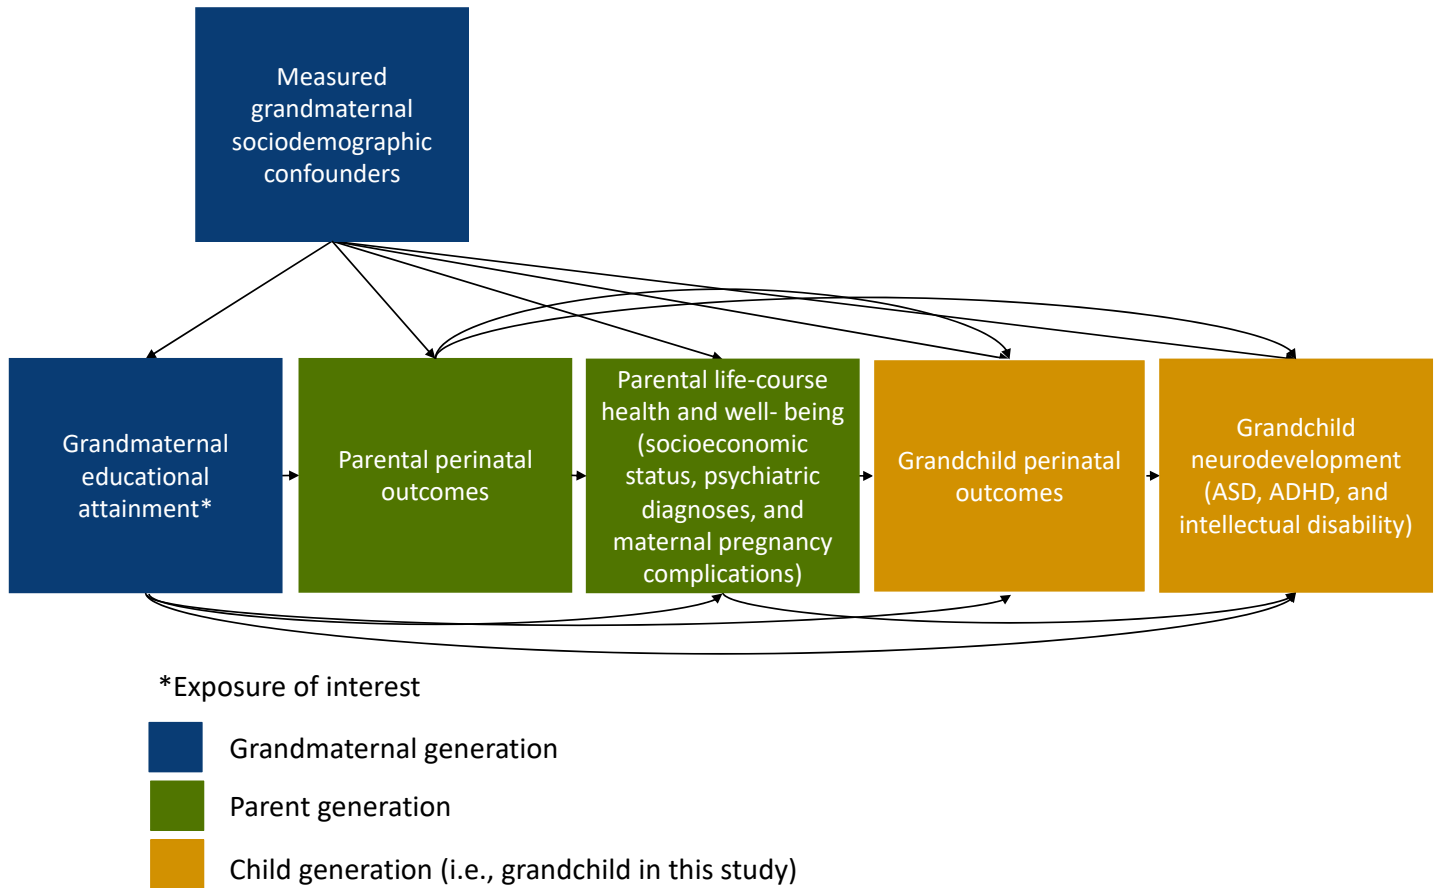 Measured
grandmaternal
sociodemographic
confounders
Grandmaternal
educational
attainment*
Parental perinatal
outcomes
Parental life-course
health and well- being
(socioeconomic
status, psychiatric
diagnoses, and
maternal pregnancy
complications)
Grandchild perinatal
outcomes
Grandchild
neurodevelopment
(ASD, ADHD, and
intellectual disability)
*Exposure of interest
Grandmaternal generation
Parent generation
Child generation (i.e., grandchild in this study)